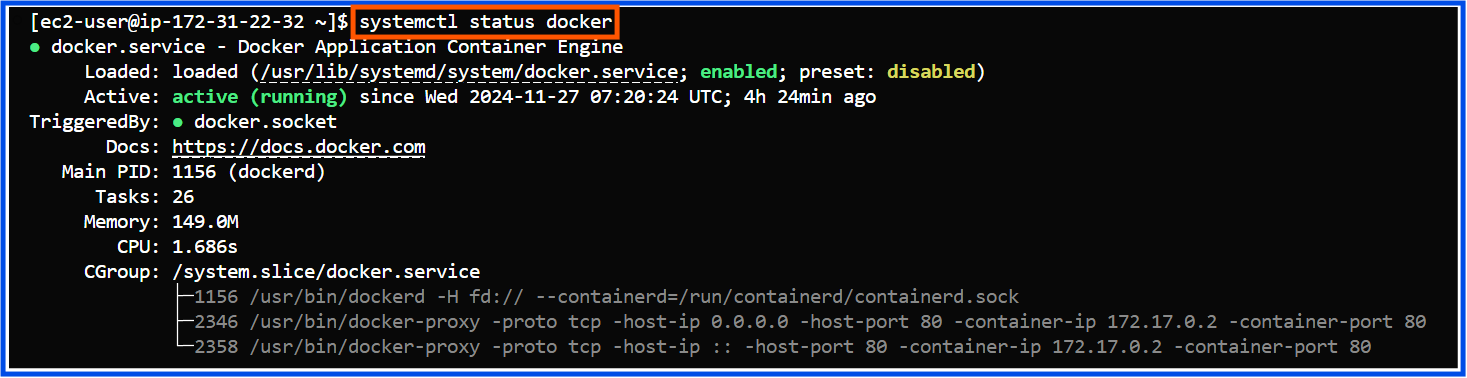 [ec2-user@ip-172-31-22-32 ~]$ systemctl status docker
● docker.service - Docker Application Container Engine
Loaded: loaded (/usr/lib/systemd/system/docker.service; enabled; preset: disabled)
Active: active (running) since Wed 2024-11-27 07:20:24 UTC; 4h 24min ago
TriggeredBy: ● docker.socket
Docs: https://docs.docker.com
Main PID: 1156 (dockerd)
Tasks: 26
Memory: 149.0M
CPU: 1.686s
CGroup: /system.slice/docker.service
├─1156 /usr/bin/dockerd -H fd:// --containerd=/run/containerd/containerd.sock
├─2346 /usr/bin/docker-proxy -proto tcp -host-ip 0.0.0.0 -host-port 80 -container-ip 172.17.0.2 -container-port 80
└─2358 /usr/bin/docker-proxy -proto tcp -host-ip :: -host-port 80 -container-ip 172.17.0.2 -container-port 80